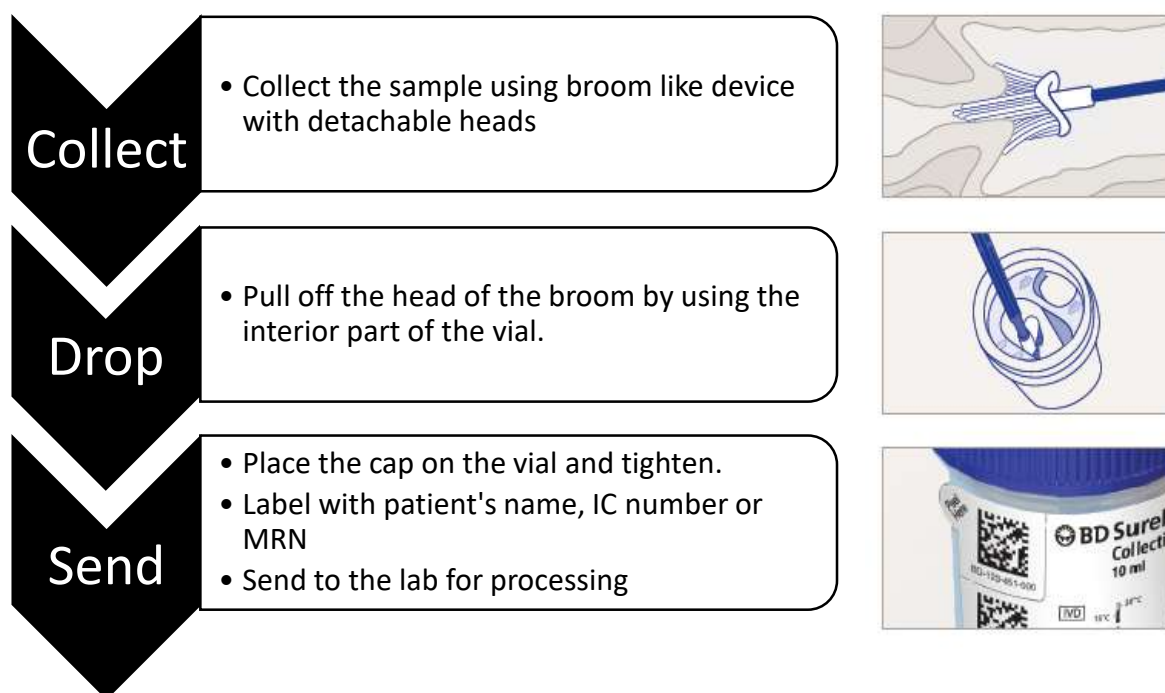 Collect
• Collect the sample using broom like device
with detachable heads
Drop
• Pull off the head of the broom by using the
interior part of the vial.
Send
• Place the cap on the vial and tighten.
• Label with patient's name, IC number or
MRN
• Send to the lab for processing
BD Sure
Collecti
10 ml
IVD